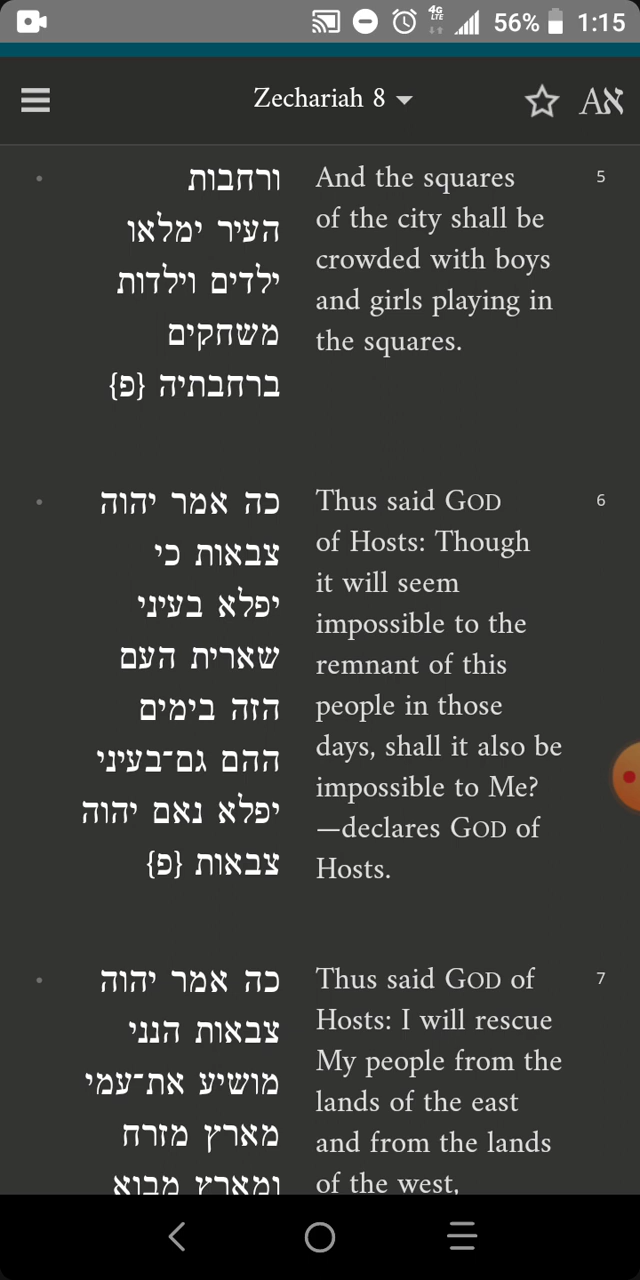 4G
LTE
56%
1:15
Zechariah 8
Aא
ורחבות
העיר ימלאו
ילדים וילדות
משחקים
ברחבתיה {פ}
And the squares
of the city shall be
crowded with boys
and girls playing in
the squares.
5
כה אמר יהוה
צבאות כי
יפלא בעיני
שארית העם
הזה בימים
ההם גם־בעיני
יפלא נאם יהוה
צבאות {פ}
Thus said GOD
of Hosts: Though
it will seem
impossible to the
remnant of this
people in those
days, shall it also be
impossible to Me?
—declares GOD of
Hosts.
6
כה אמר יהוה
צבאות הנני
מושיע את־עמי
מארץ מזרח
ומארץ מבוא
Thus said GOD of
Hosts: I will rescue
My people from the
lands of the east
and from the lands
of the west,
7